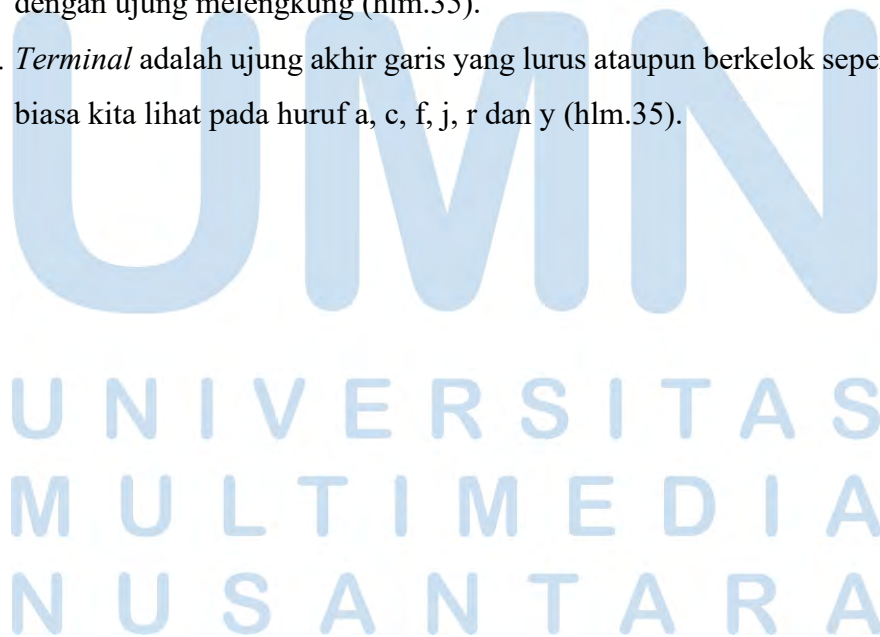 dengan ujung melengkung (hlm.35).
. Terminal adalah ujung akhir garis yang lurus ataupun berkelok
biasa kita lihat pada huruf a, c, f, j, r dan y (hlm.35).
UMN
UNIVERSITAS
MULTIMEDIA
NUSANTARA